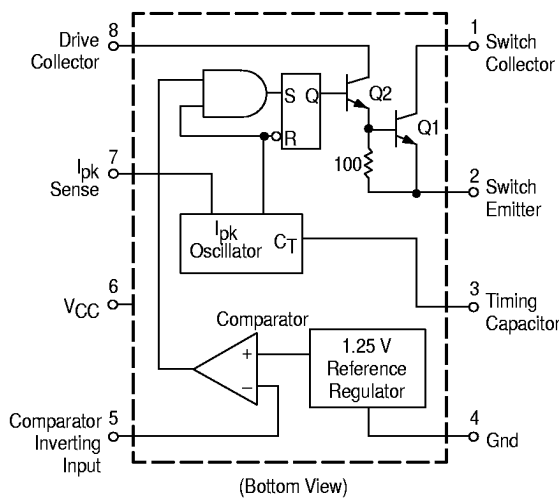 8
Drive
Collector
1
Switch
Collector
S
Q
Q2
Q1
R
100
7
Ipk
Sense
2
Switch
Emitter
Ipk
Oscillator
CT
6
VCC
3
Timing
Capacitor
Comparator
+
−
1.25 V
Reference
Regulator
5
Comparator
Inverting
Input
4
Gnd
(Bottom View)